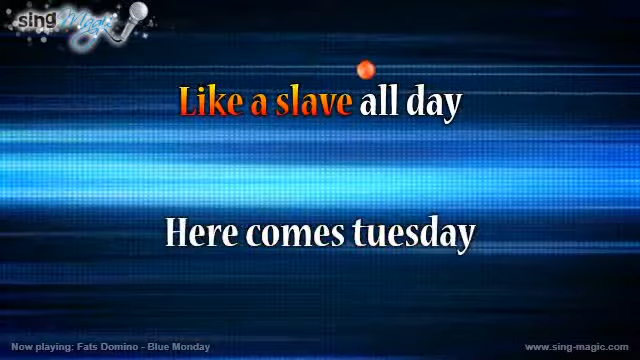 sing
Magic
Like a slave all day
Here comes tuesday
Now playing: Fats Domino - Blue Monday
www.sing-magic.com